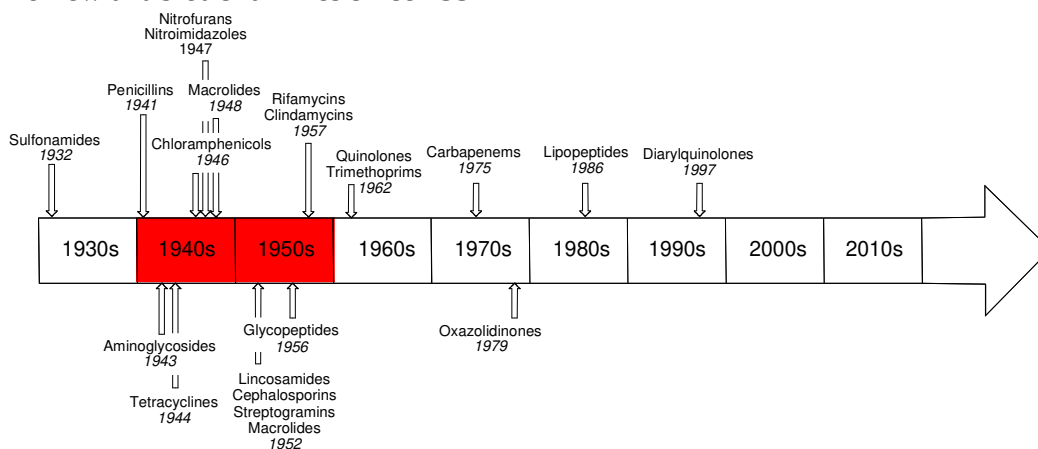 Nitrofurans
Nitroimidazoles
1947
Penicillins
1941
Macrolides
1948
Rifamycins
Clindamycins
1957
Sulfonamides
1932
Chloramphenicols
1946
Quinolones
Trimethoprims
1962
Carbapenems
1975
Lipopeptides
1986
Diarylquinolones
1997
1930s
1940s
1950s
1960s
1970s
1980s
1990s
2000s
2010s
Aminoglycosides
1943
Glycopeptides
1956
Oxazolidinones
1979
Tetracyclines
1944
Lincosamides
Cephalosporins
Streptogramins
Macrolides
1952